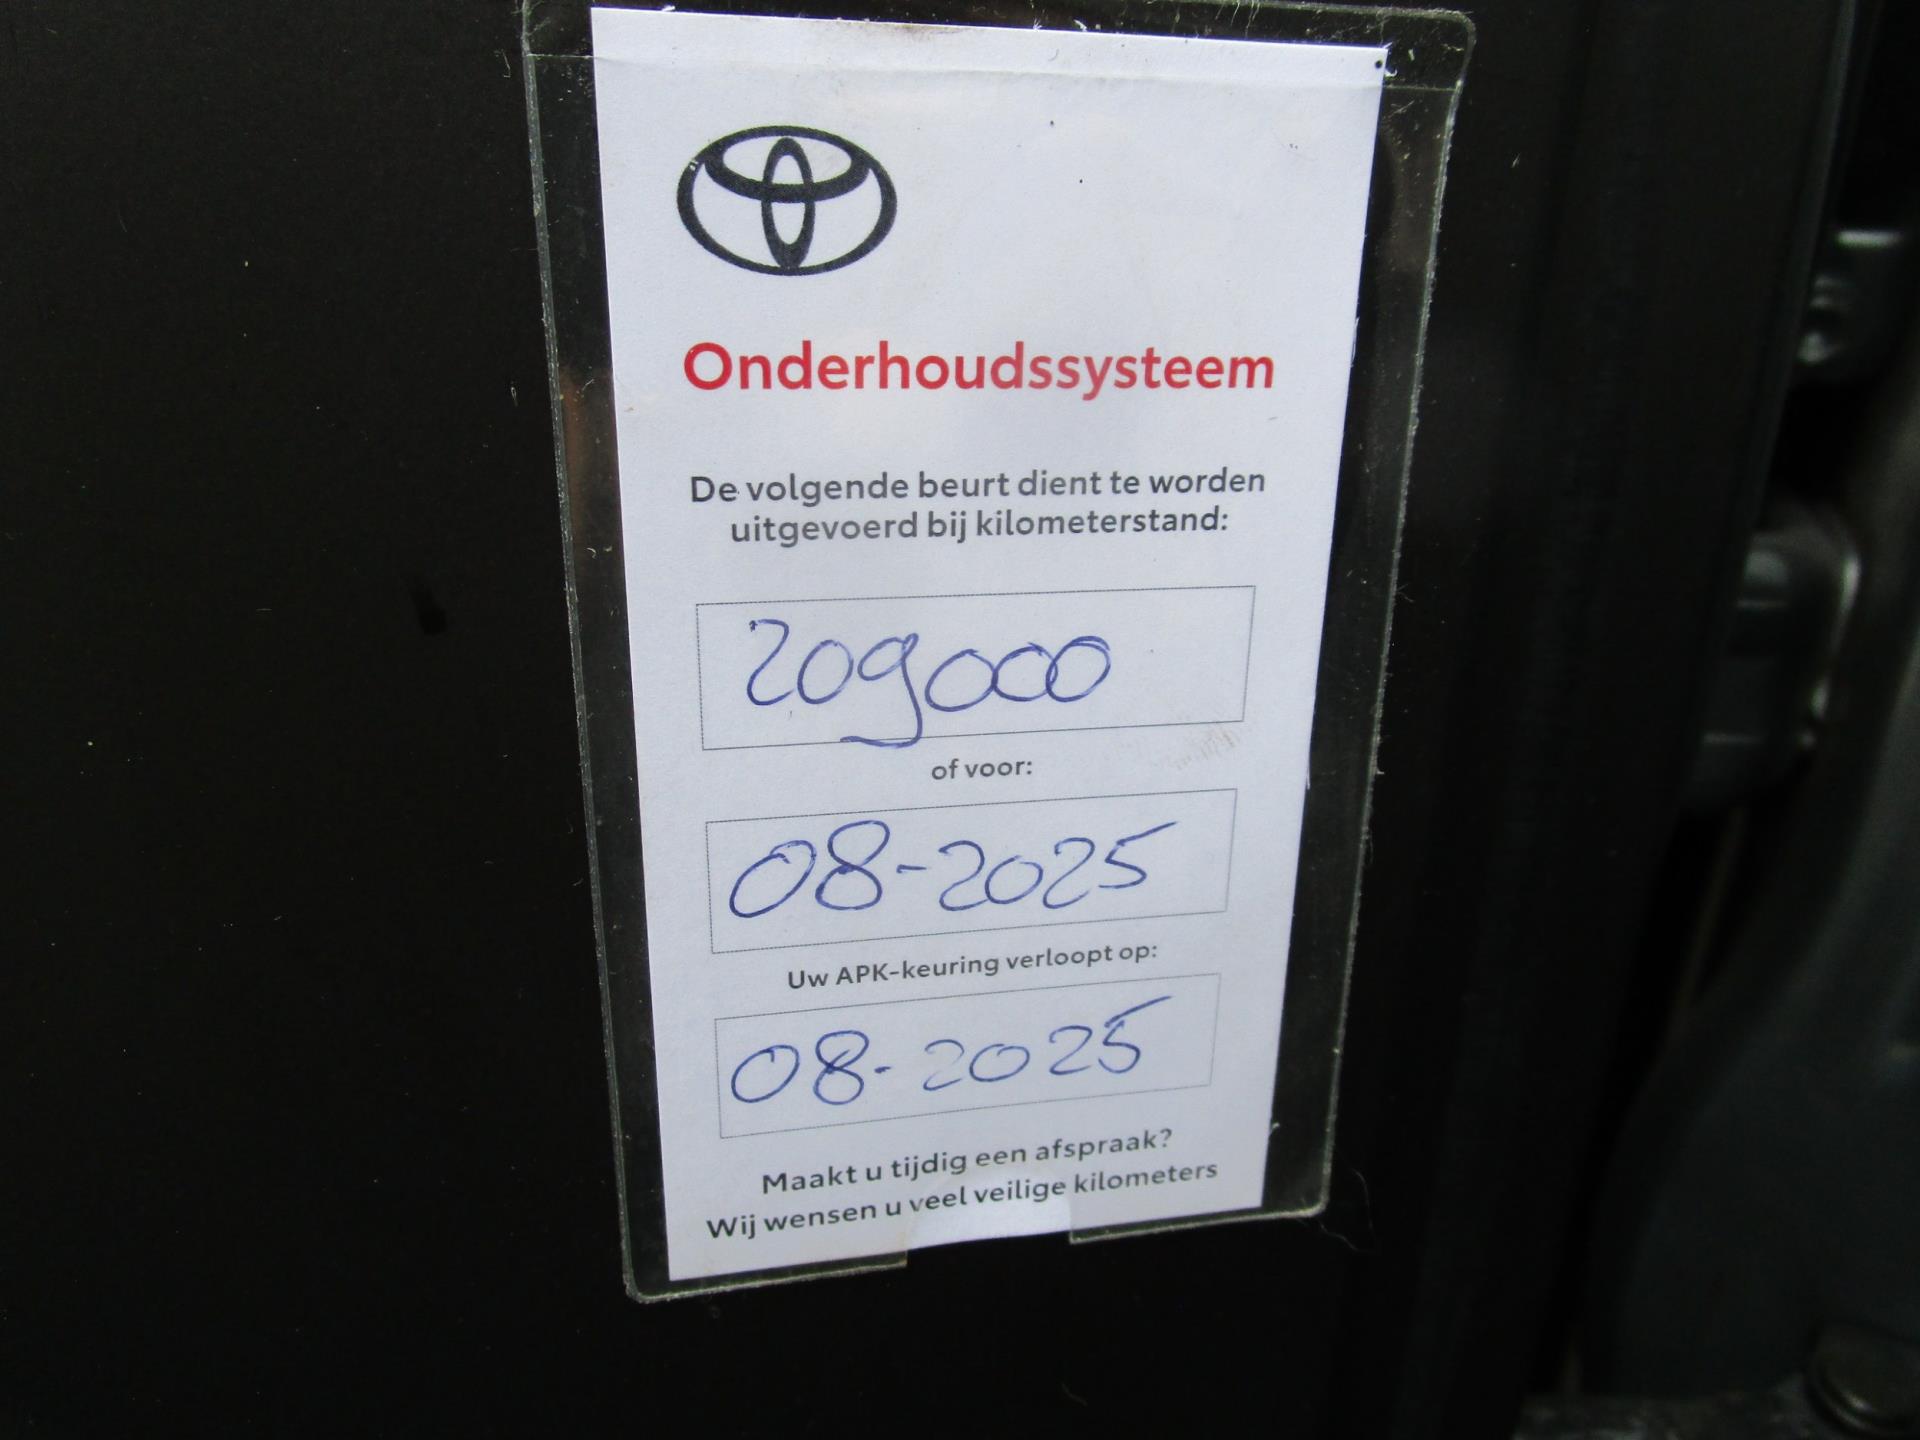 Onderhoudssysteem
De volgende beurt dient te worden
uitgevoerd bij kilometerstand:
209000
of voor:
08-2025
Uw APK-keuring verloopt op:
08-2025
Maakt u tijdig een afspraak?
Wij wensen u veel veilige kilometers